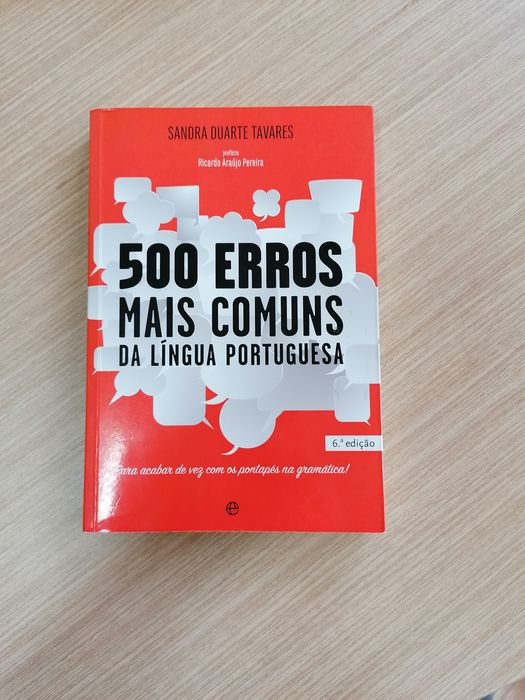 SANDRA DUARTE TAVARES
prefácio
Ricardo Araújo Pereira
500 ERROS
MAIS COMUNS
DA LÍNGUA PORTUGUESA
6.ª edição
Para acabar de vez com os pontapés na gramática!